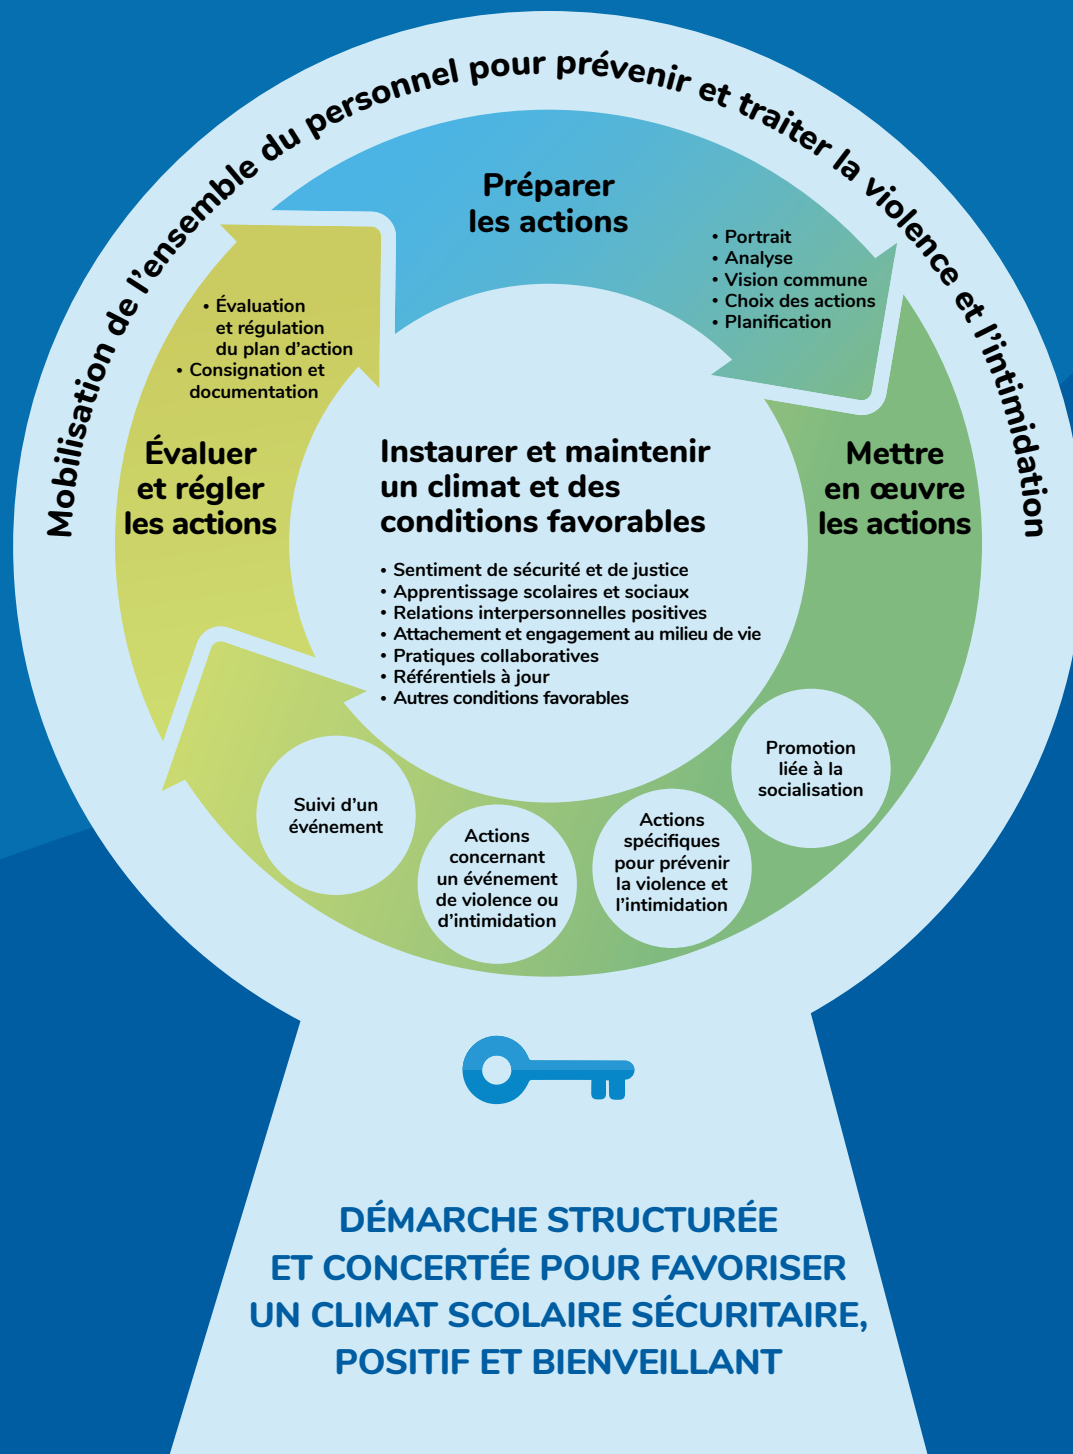 Mobilisation de l'ensemble du personnel pour prévenir et traiter la violence et l'intimidation
Préparer
les actions
• Portrait
• Analyse
• Vision commune
• Choix des actions
• Planification
Mettre
en œuvre
les actions
Promotion
liée à la
socialisation
Actions
spécifiques
pour prévenir
la violence et
l'intimidation
Actions
concernant
un événement
de violence ou
d'intimidation
Suivi d'un
événement
• Évaluation
et régulation
du plan d'action
• Consignation et
documentation
Évaluer
et régler
les actions
Instaurer et maintenir
un climat et des
conditions favorables
• Sentiment de sécurité et de justice
• Apprentissage scolaires et sociaux
• Relations interpersonnelles positives
• Attachement et engagement au milieu de vie
• Pratiques collaboratives
• Référentiels à jour
• Autres conditions favorables
DÉMARCHE STRUCTURÉE
ET CONCERTÉE POUR FAVORISER
UN CLIMAT SCOLAIRE SÉCURITAIRE,
POSITIF ET BIENVEILLANT